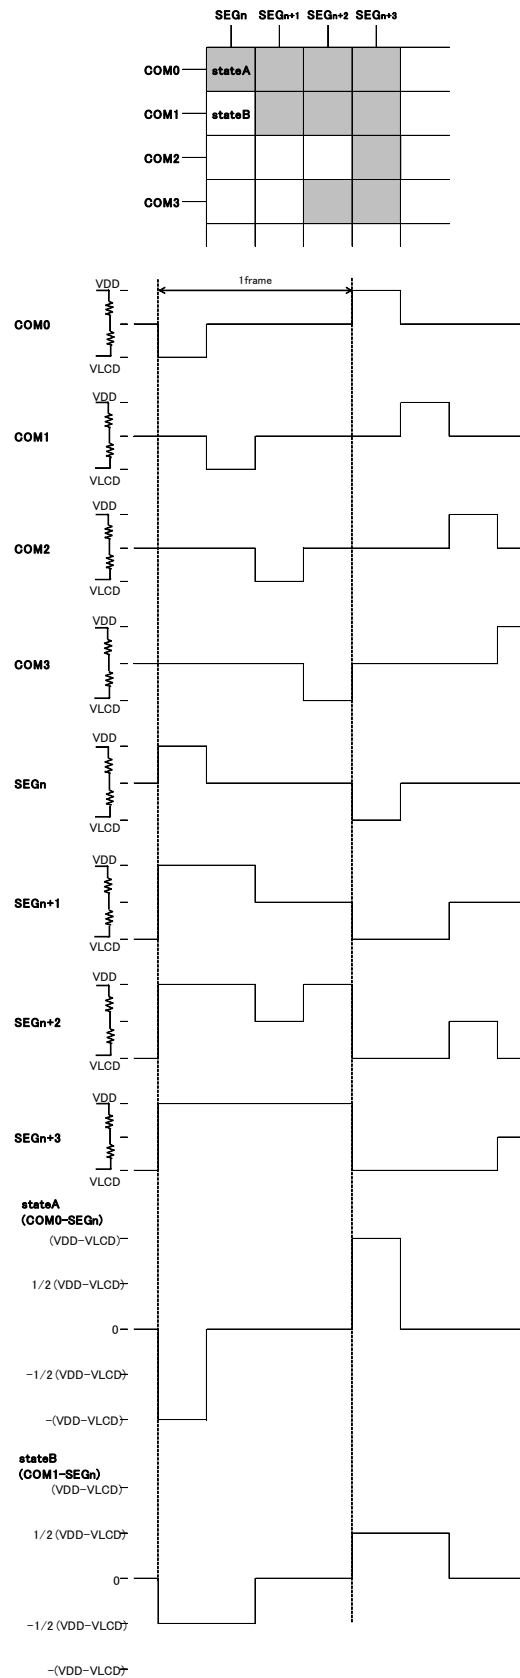 SEGn SEGn+1 SEGn+2 SEGn+3
COM0 stateA
COM1 stateB
COM2
COM3
1frame
VDD
COM0
VLCD
VDD
COM1
VLCD
VDD
COM2
VLCD
VDD
COM3
VLCD
VDD
SEGn
VLCD
VDD
SEGn+1
VLCD
VDD
SEGn+2
VLCD
VDD
SEGn+3
VLCD
stateA
(COM0-SEGn)
(VDD-VLCD)
1/2(VDD-VLCD)
0
-1/2(VDD-VLCD)
-(VDD-VLCD)
stateB
(COM1-SEGn)
(VDD-VLCD)
1/2(VDD-VLCD)
0
-1/2(VDD-VLCD)
-(VDD-VLCD)